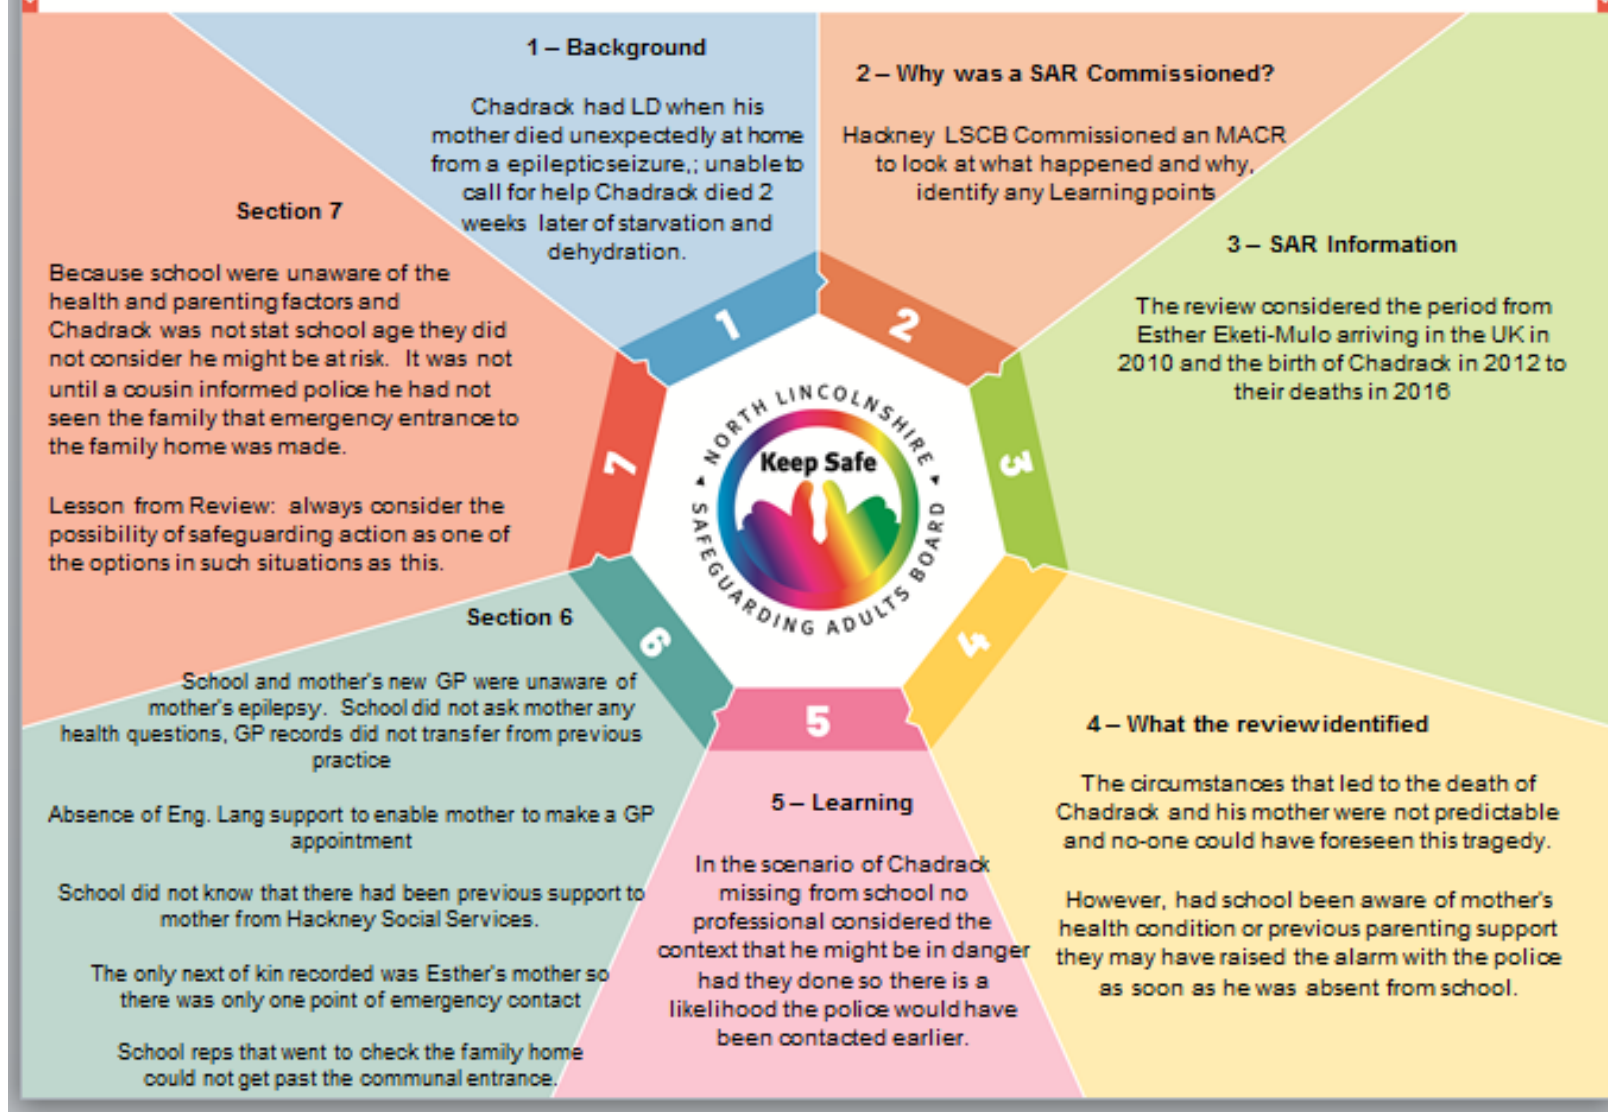 1 – Background
Chadrack had LD when his
mother died unexpectedly at home
from a epileptic seizure,; unable to
call for help Chadrack died 2
weeks later of starvation and
dehydration.
2 – Why was a SAR Commissioned?
Hackney LSCB Commissioned an MACR
to look at what happened and why,
identify any Learning points
3 – SAR Information
The review considered the period from
Esther Eketi-Mulo arriving in the UK in
2010 and the birth of Chadrack in 2012 to
their deaths in 2016
4 – What the review identified
The circumstances that led to the death of
Chadrack and his mother were not predictable
and no-one could have foreseen this tragedy.
However, had school been aware of mother's
health condition or previous parenting support
they may have raised the alarm with the police
as soon as he was absent from school.
5 – Learning
In the scenario of Chadrack
missing from school no
professional considered the
context that he might be in danger
had they done so there is a
likelihood the police would have
been contacted earlier.
Section 6
School and mother's new GP were unaware of
mother's epilepsy. School did not ask mother any
health questions, GP records did not transfer from previous
practice
Absence of Eng. Lang support to enable mother to make a GP
appointment
School did not know that there had been previous support to
mother from Hackney Social Services.
The only next of kin recorded was Esther's mother so
there was only one point of emergency contact
School reps that went to check the family home
could not get past the communal entrance.
Section 7
Because school were unaware of the
health and parenting factors and
Chadrack was not stat school age they did
not consider he might be at risk. It was not
until a cousin informed police he had not
seen the family that emergency entrance to
the family home was made.
Lesson from Review: always consider the
possibility of safeguarding action as one of
the options in such situations as this.
1
2
3
4
5
6
7
NORTH LINCOLNSHIRE
SAFEGUARDING ADULTS BOARD
Keep Safe